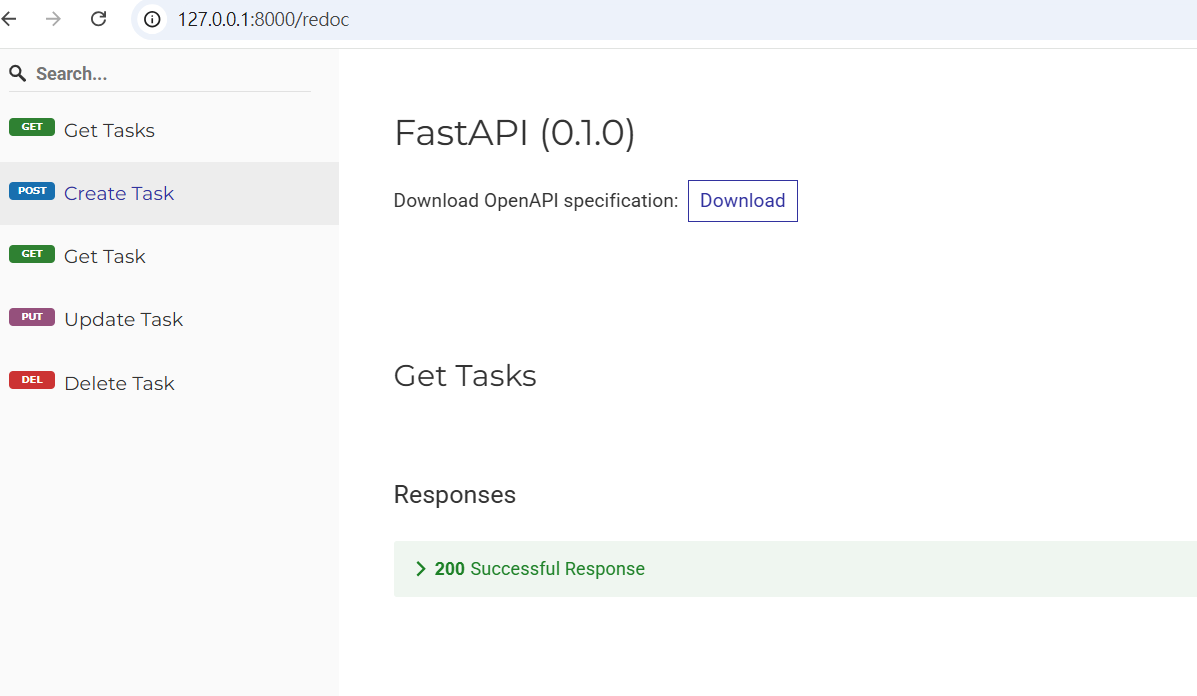 127.0.0.1:8000/redoc
Search...
GET Get Tasks
POST Create Task
GET Get Task
PUT Update Task
DEL Delete Task
FastAPI (0.1.0)
Download OpenAPI specification: Download
Get Tasks
Responses
200 Successful Response